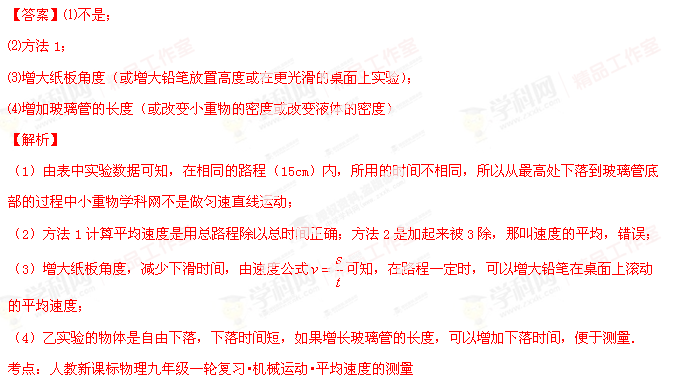 【答案】⑴不是；
⑵方法 1；
⑶增大纸板角度（或增大铅笔放置高度或在更光滑的桌面上实验）；
⑷增加玻璃管的长度（或改变小重物的密度或改变液体的密度）
【解析】
（1）由表中实验数据可知，在相同的路程（15cm）内，所用的时间不相同，所以从最高处下落到玻璃管底
部的过程中小重物学科网不是做匀速直线运动；
（2）方法 1 计算平均速度是用总路程除以总时间正确；方法 2 是加起来被 3 除，那叫速度的平均，错误；
（3）增大纸板角度，减少下滑时间，由速度公式 v = s/t 可知，在路程一定时，可以增大铅笔在桌面上滚动
的平均速度；
（4）乙实验的物体是自由下落，下落时间短，如果增长玻璃管的长度，可以增加下落时间，便于测量．
考点：人教新课标物理九年级一轮复习·机械运动·平均速度的测量